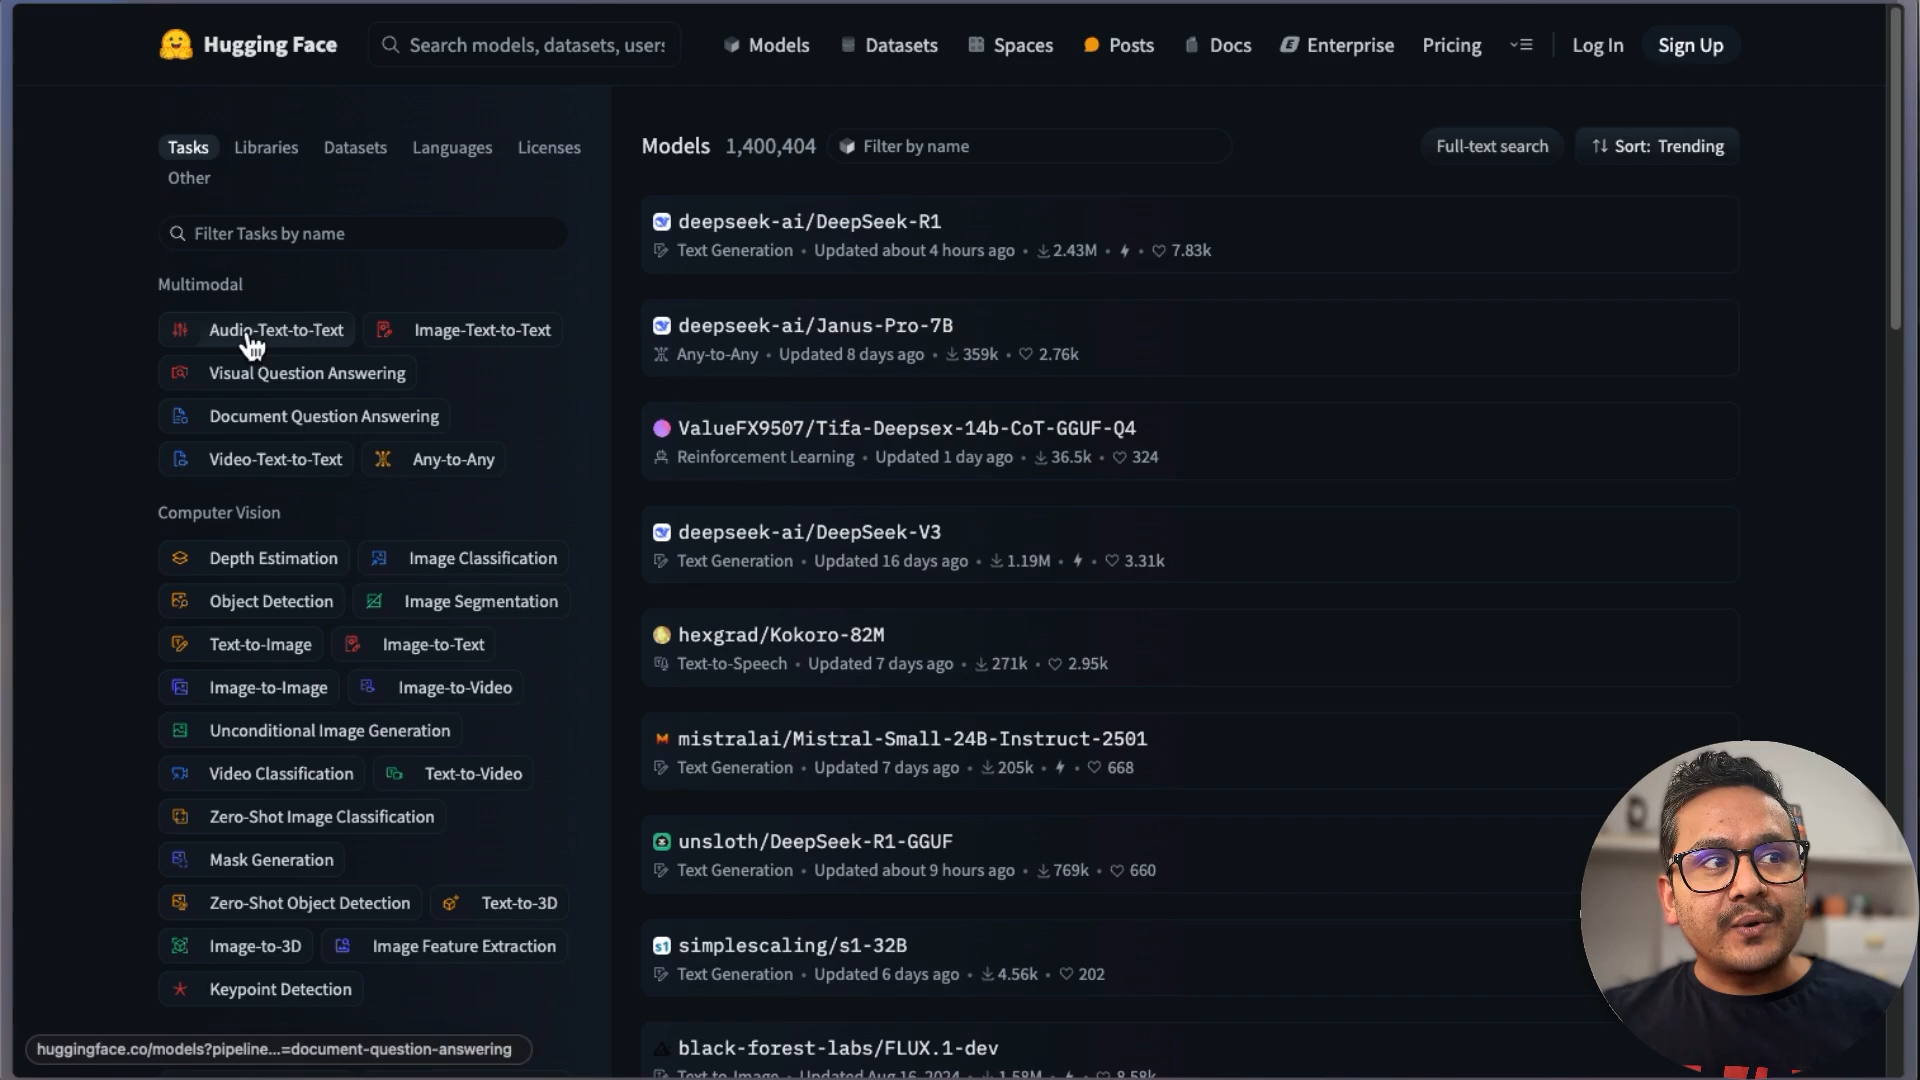 Hugging Face
Search models, datasets, users
Models
Datasets
Spaces
Posts
Docs
Enterprise
Pricing
Log In
Sign Up
Tasks Libraries Datasets Languages Licenses
Other
Filter Tasks by name
Multimodal
Audio-Text-to-Text Image-Text-to-Text
Visual Question Answering
Document Question Answering
Video-Text-to-Text Any-to-Any
Computer Vision
Depth Estimation Image Classification
Object Detection Image Segmentation
Text-to-Image Image-to-Text
Image-to-Image Image-to-Video
Unconditional Image Generation
Video Classification Text-to-Video
Zero-Shot Image Classification
Mask Generation
Zero-Shot Object Detection Text-to-3D
Image-to-3D Image Feature Extraction
Keypoint Detection
huggingface.co/models?pipeline...=document-question-answering
Models 1,400,404 Filter by name
Full-text search
Sort: Trending
deepseek-ai/DeepSeek-R1
Text Generation • Updated about 4 hours ago • 2.43M • 7.83k
deepseek-ai/Janus-Pro-7B
Any-to-Any • Updated 8 days ago • 359k • 2.76k
ValueFX9507/Tifa-Deepsex-14b-CoT-GGUF-Q4
Reinforcement Learning • Updated 1 day ago • 36.5k • 324
deepseek-ai/DeepSeek-V3
Text Generation • Updated 16 days ago • 1.19M • 3.31k
hexgrad/Kokoro-82M
Text-to-Speech • Updated 7 days ago • 271k • 2.95k
mistralai/Mistral-Small-24B-Instruct-2501
Text Generation • Updated 7 days ago • 205k • 668
unsloth/DeepSeek-R1-GGUF
Text Generation • Updated about 9 hours ago • 769k • 660
s1 simplescaling/s1-32B
Text Generation • Updated 6 days ago • 4.56k • 202
black-forest-labs/FLUX.1-dev
Text-to-Image • Updated Aug 16, 2024 • 1.58M • 8.58k